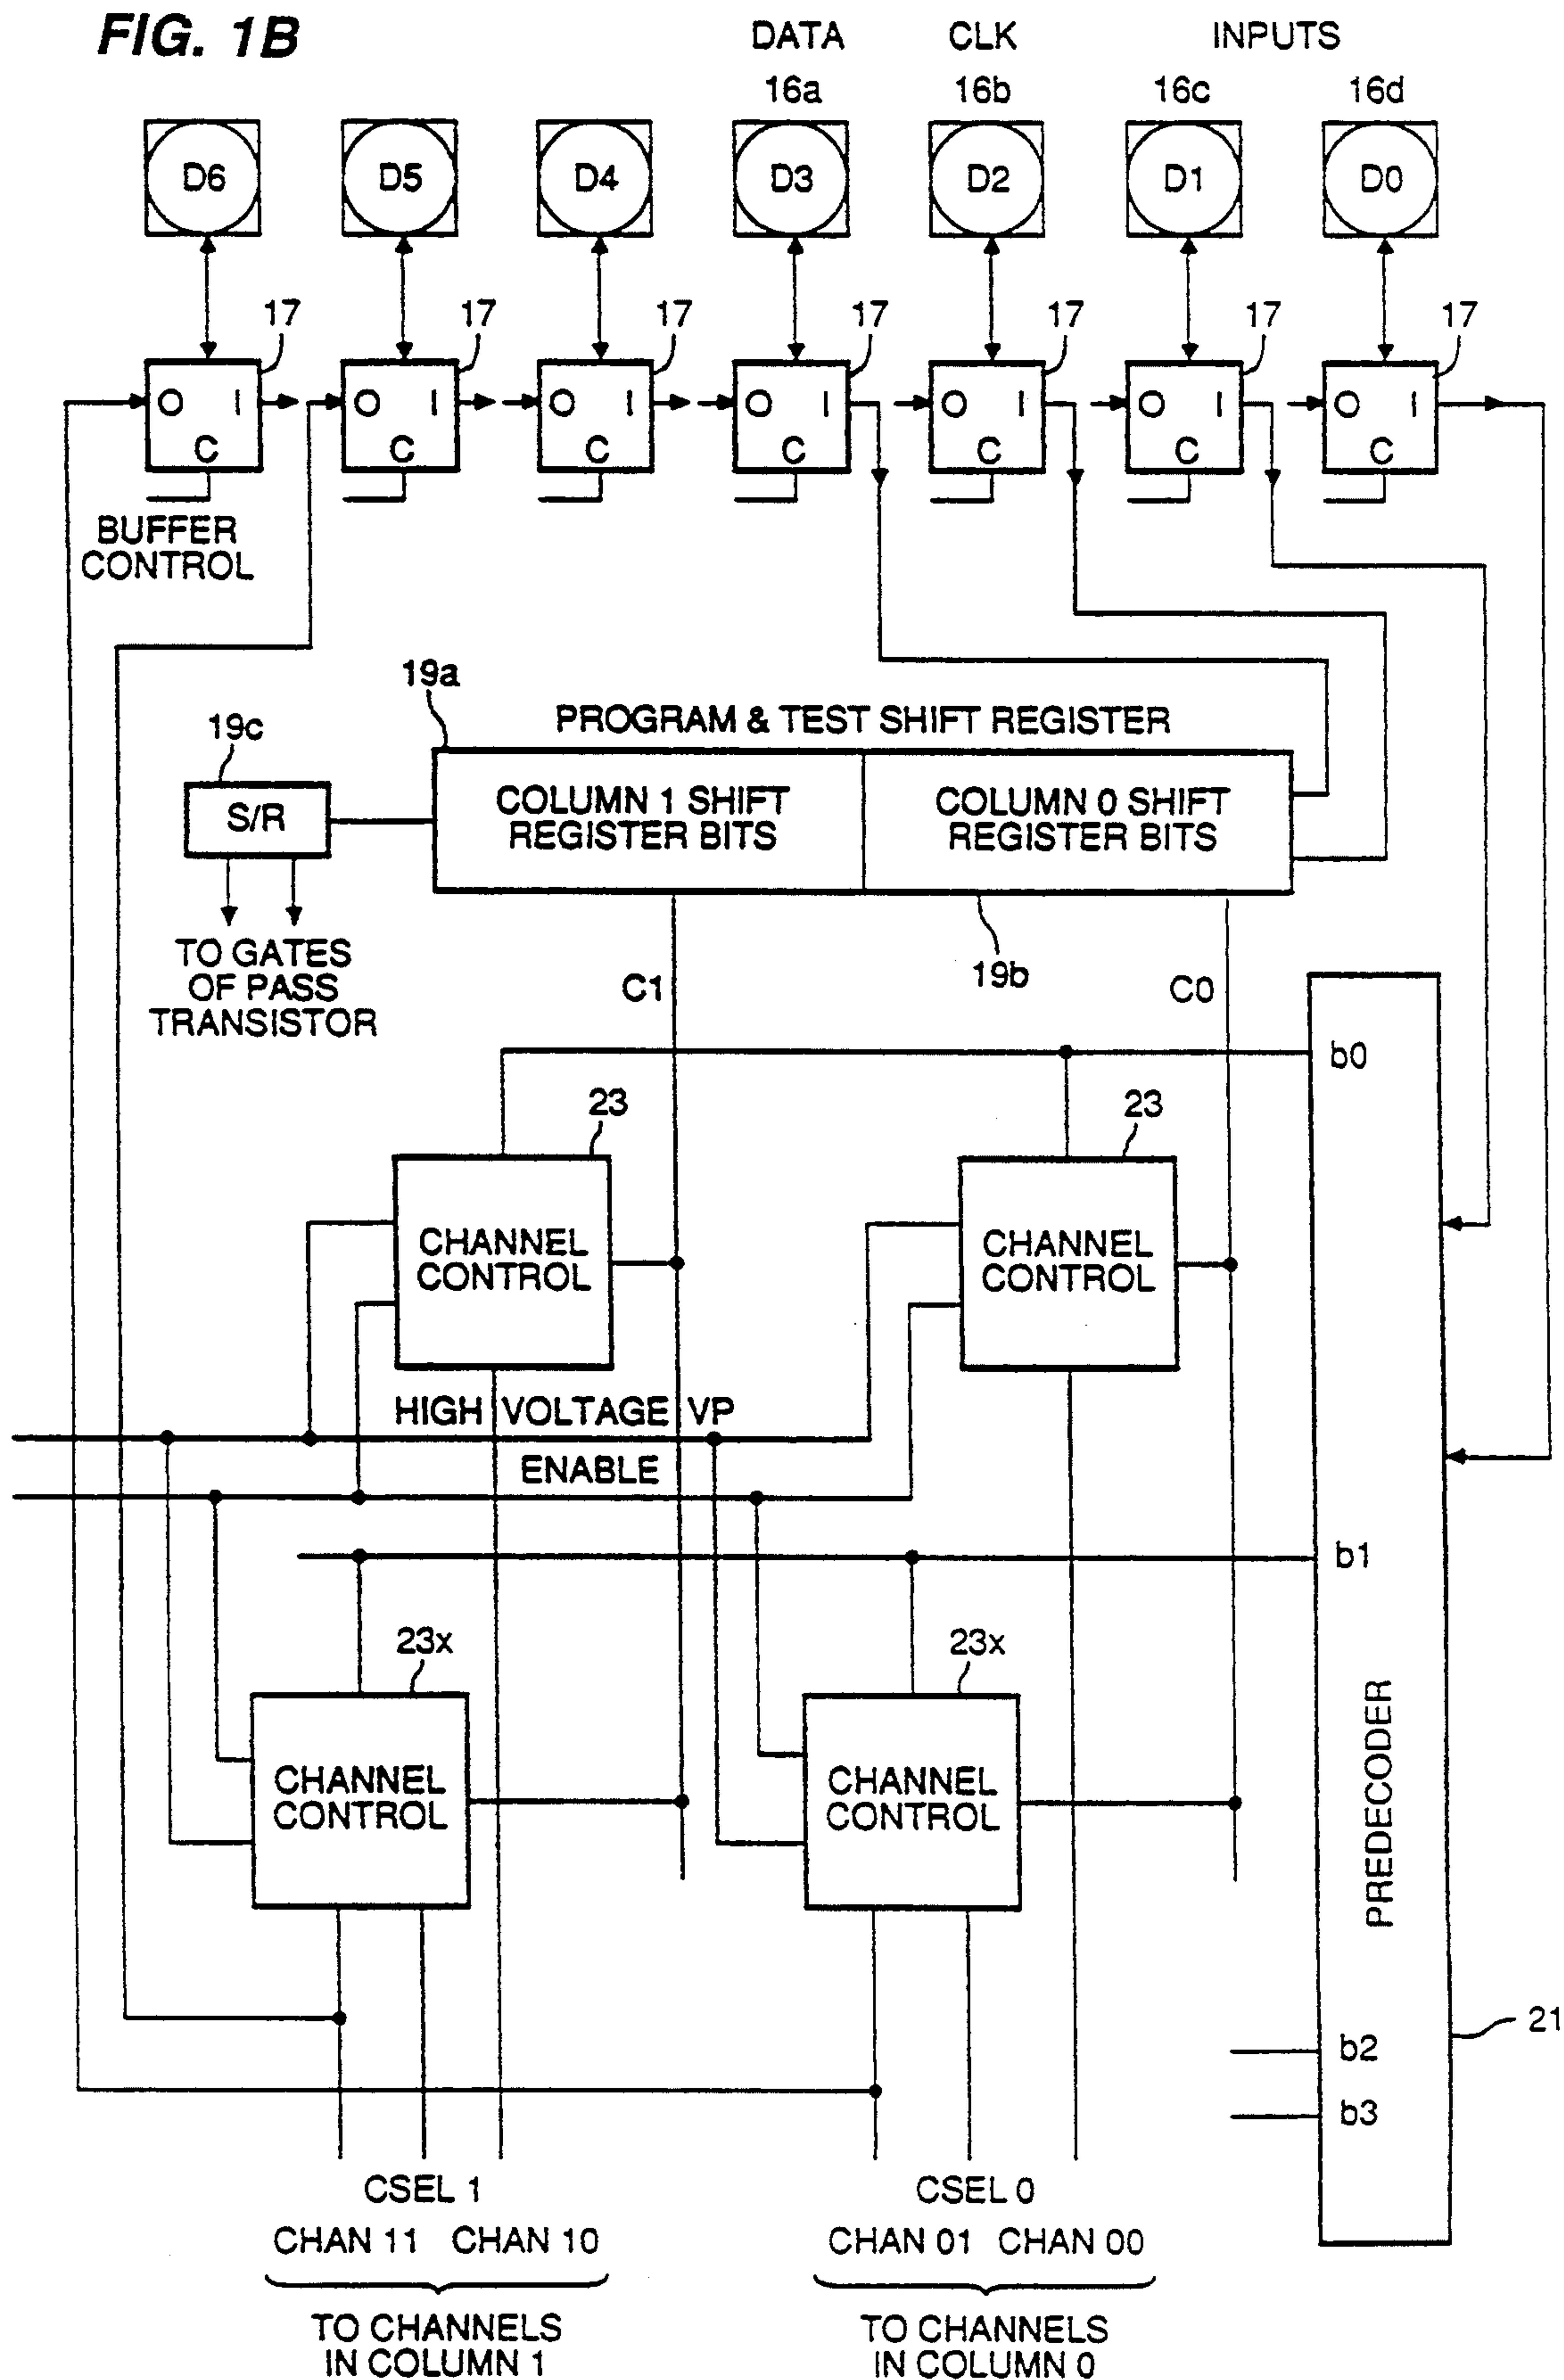 FIG. 1B
DATA CLK INPUTS
16a 16b 16c 16d
D6 D5 D4 D3 D2 D1 D0
17 17 17 17 17 17 17
O I O I O I O I O I O I O I
C C C C C C C
BUFFER
CONTROL
19a
PROGRAM & TEST SHIFT REGISTER
19c
S/R
COLUMN 1 SHIFT
REGISTER BITS
COLUMN 0 SHIFT
REGISTER BITS
TO GATES
OF PASS
TRANSISTOR
C1
19b
C0
b0
23
23
CHANNEL
CONTROL
CHANNEL
CONTROL
HIGH VOLTAGE VP
ENABLE
b1
23x
23x
CHANNEL
CONTROL
CHANNEL
CONTROL
PREDECODER
21
b2
b3
CSEL 1
CSEL 0
CHAN 11 CHAN 10
CHAN 01 CHAN 00
TO CHANNELS
IN COLUMN 1
TO CHANNELS
IN COLUMN 0